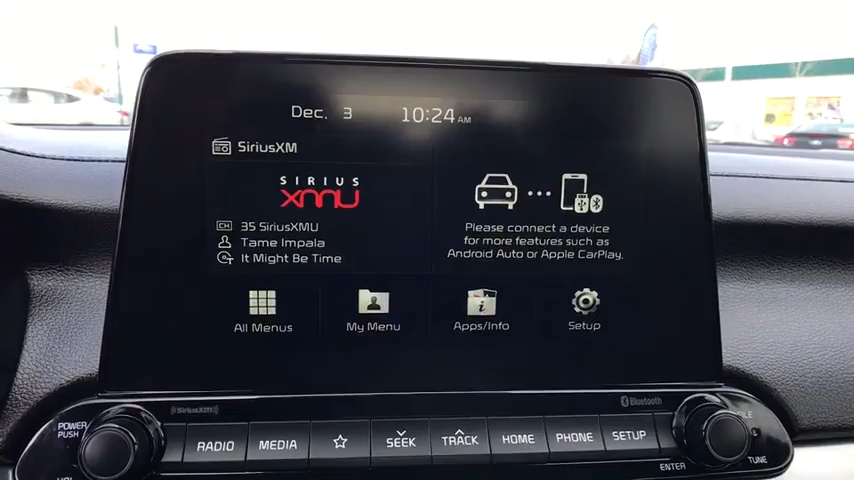 Dec. 3 10:24 AM
SiriusXM
SIRIUS
XMU
CH 35 SiriusXMU
Tame Impala
It Might Be Time
Please connect a device
for more features such as
Android Auto or Apple CarPlay.
All Menus
My Menu
Apps/Info
Setup
SiriusXM
Bluetooth
POWER
PUSH
RADIO
MEDIA
SEEK
TRACK
HOME
PHONE
SETUP
ENTER
TUNE